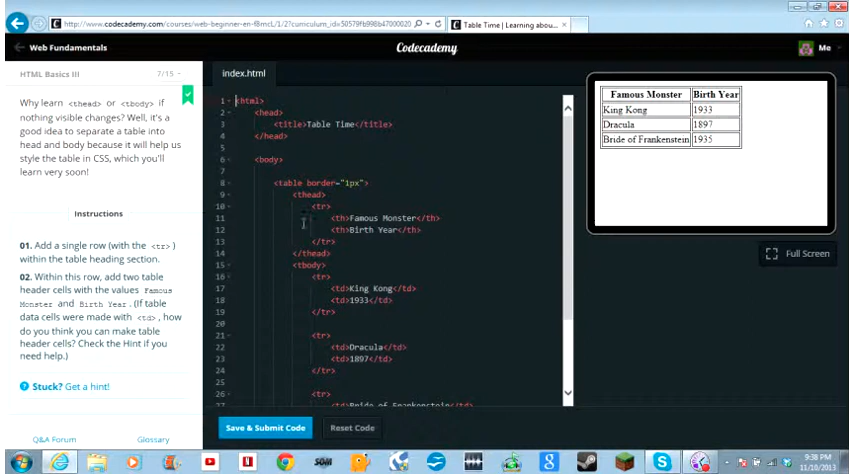 http://www.codecademy.com/courses/web-beginner-en-f8mcL/1/2?curriculum_id=50579fb998b470000020
Table Time | Learning abou...
Web Fundamentals
Codecademy
Me
HTML Basics III
7/15
index.html
Why learn <thead> or <tbody> if
nothing visible changes? Well, it's a
good idea to separate a table into
head and body because it will help us
style the table in CSS, which you'll
learn very soon!
Instructions
01. Add a single row (with the <tr>)
within the table heading section.
02. Within this row, add two table
header cells with the values Famous
Monster and Birth Year. (If table
data cells were made with <td>, how
do you think you can make table
header cells? Check the Hint if you
need help.)
Stuck? Get a hint!
Q&A Forum
Glossary
1 <html>
2 <head>
3 <title>Table Time</title>
4 </head>
5
6 <body>
7
8 <table border="1px">
9 <thead>
10 <tr>
11 <th>Famous Monster</th>
12 <th>Birth Year</th>
13 </tr>
14 </thead>
15 <tbody>
16 <tr>
17 <td>King Kong</td>
18 <td>1933</td>
19 </tr>
20
21 <tr>
22 <td>Dracula</td>
23 <td>1897</td>
24 </tr>
25
26 <tr>
27 <td>Bride of Frankenstein</td>
Save & Submit Code
Reset Code
Famous Monster Birth Year
King Kong 1933
Dracula 1897
Bride of Frankenstein 1935
Full Screen
9:38 PM
11/10/2013